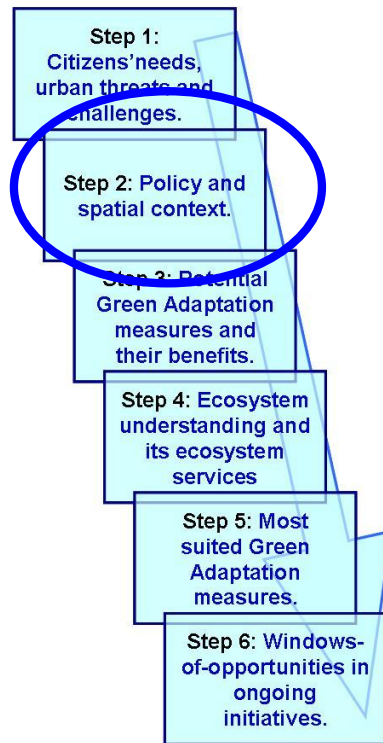 Step 1:
Citizens'needs,
urban threats and
challenges.
Step 2: Policy and
spatial context.
Step 3: Potential
Green Adaptation
measures and
their benefits.
Step 4: Ecosystem
understanding and
its ecosystem
services
Step 5: Most
suited Green
Adaptation
measures.
Step 6: Windows-
of-opportunities in
ongoing
initiatives.